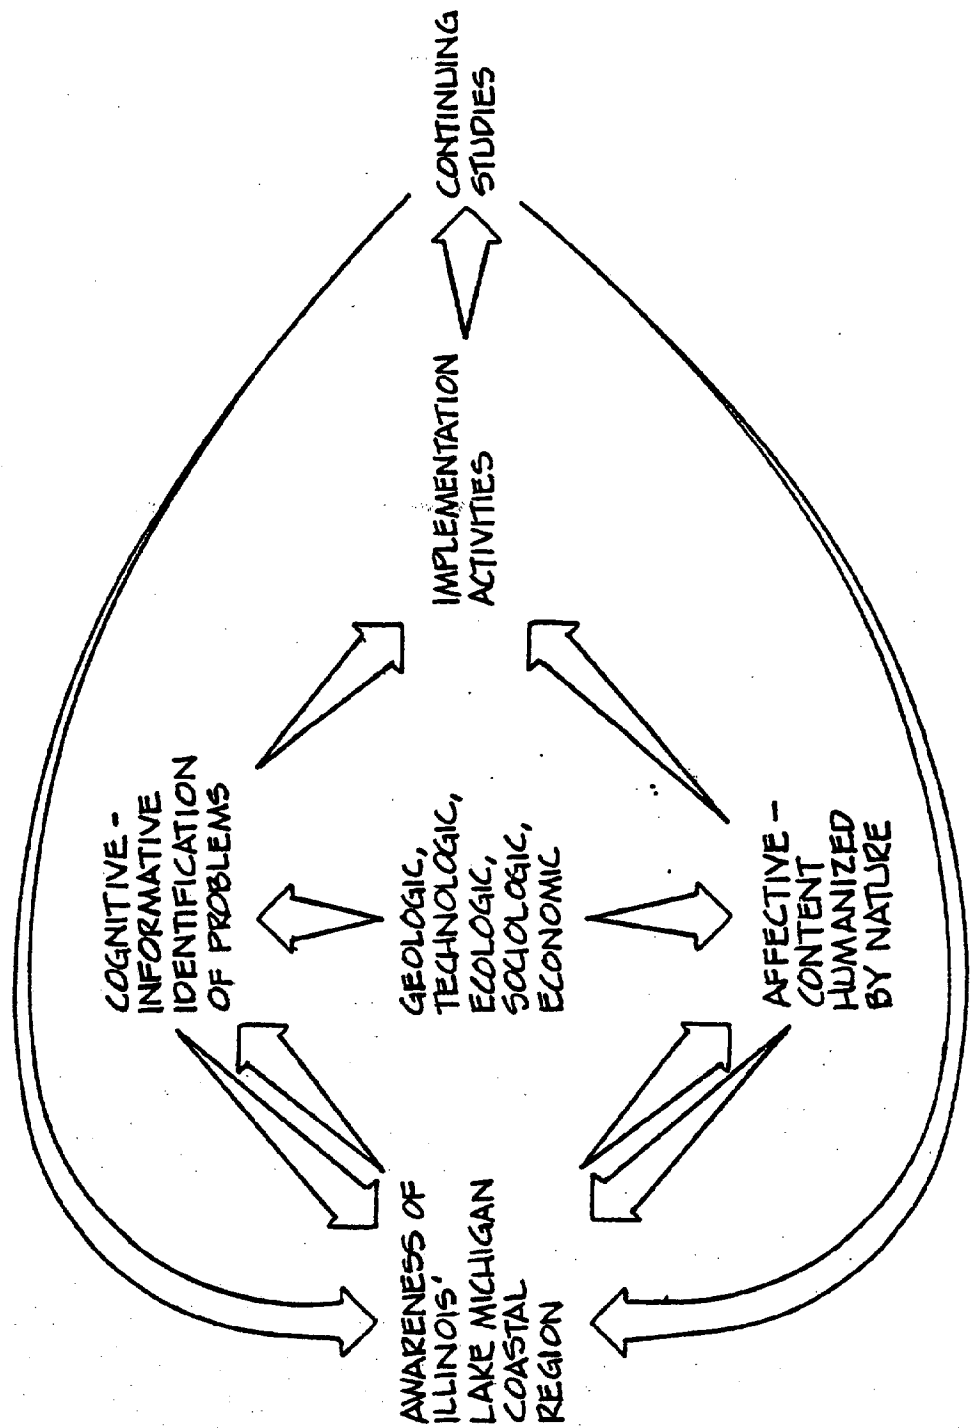 AWARENESS OF
ILLINOIS'
LAKE MICHIGAN
COASTAL
REGION
COGNITIVE -
INFORMATIVE
IDENTIFICATION
OF PROBLEMS
GEOLOGIC,
TECHNOLOGIC,
ECOLOGIC,
SOCIOLOGIC,
ECONOMIC
AFFECTIVE -
CONTENT
HUMANIZED
BY NATURE
IMPLEMENTATION
ACTIVITIES
CONTINUING
STUDIES